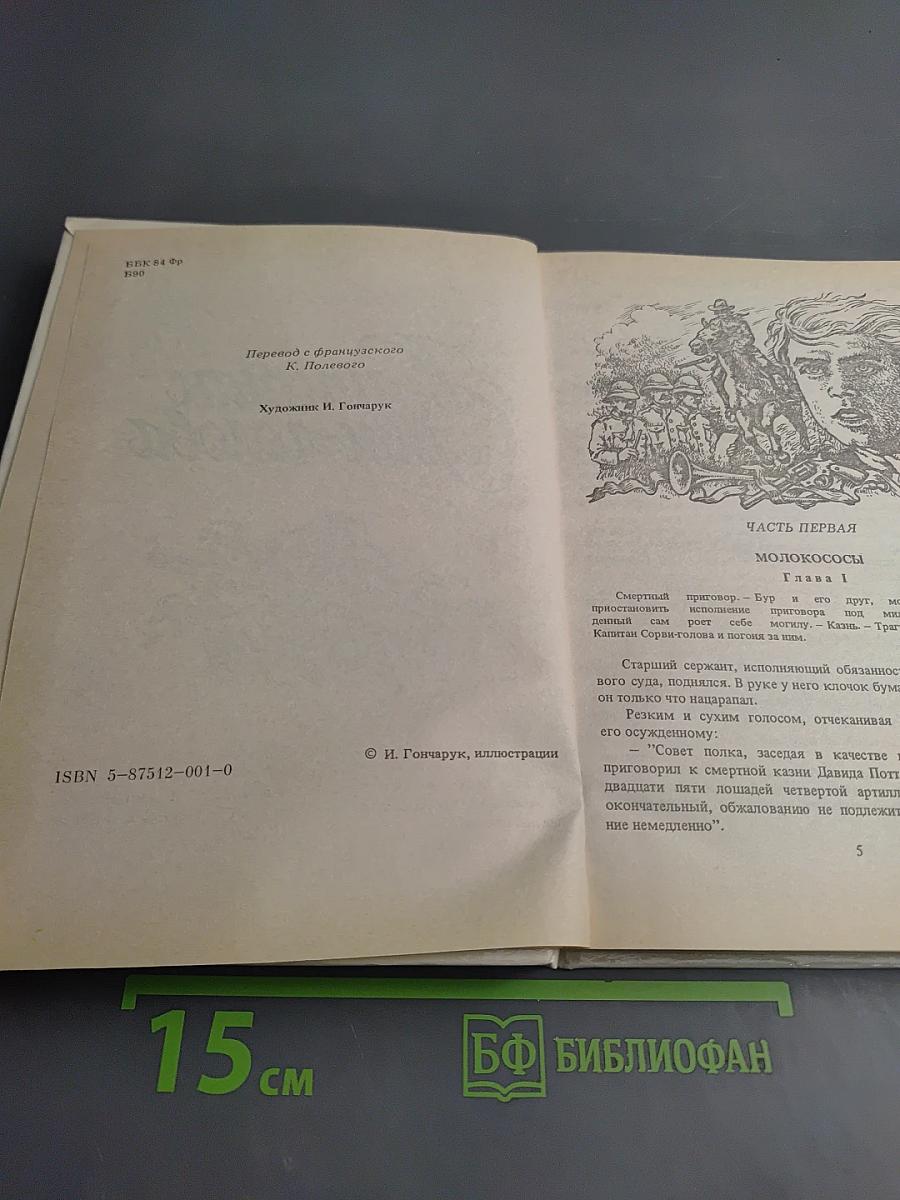 ББК 84 Фр
Б90
Перевод с французского
К. Полевого
Художник И. Гончарук
© И. Гончарук, иллюстрации
ISBN 5–87512–001–0
ЧАСТЬ ПЕРВАЯ
МОЛОКОСОСЫ
Глава I
Смертный приговор. – Бур и его друг, мо
приостановить исполнение приговора под ми
денный сам роет себе могилу. – Казнь. – Траг
Капитан Сорви-голова и погоня за ним.
Старший сержант, исполняющий обязаннос
вого суда, поднялся. В руке у него клочок бума
он только что нацарапал.
Резким и сухим голосом, отчеканивая
его осужденному:
– "Совет полка, заседая в качестве
приговорил к смертной казни Давида Потт
двадцати пяти лошадей четвертой артилл
окончательный, обжалованию не подлежит
ние немедленно".
5
15 см
БФ БИБЛИОФАН